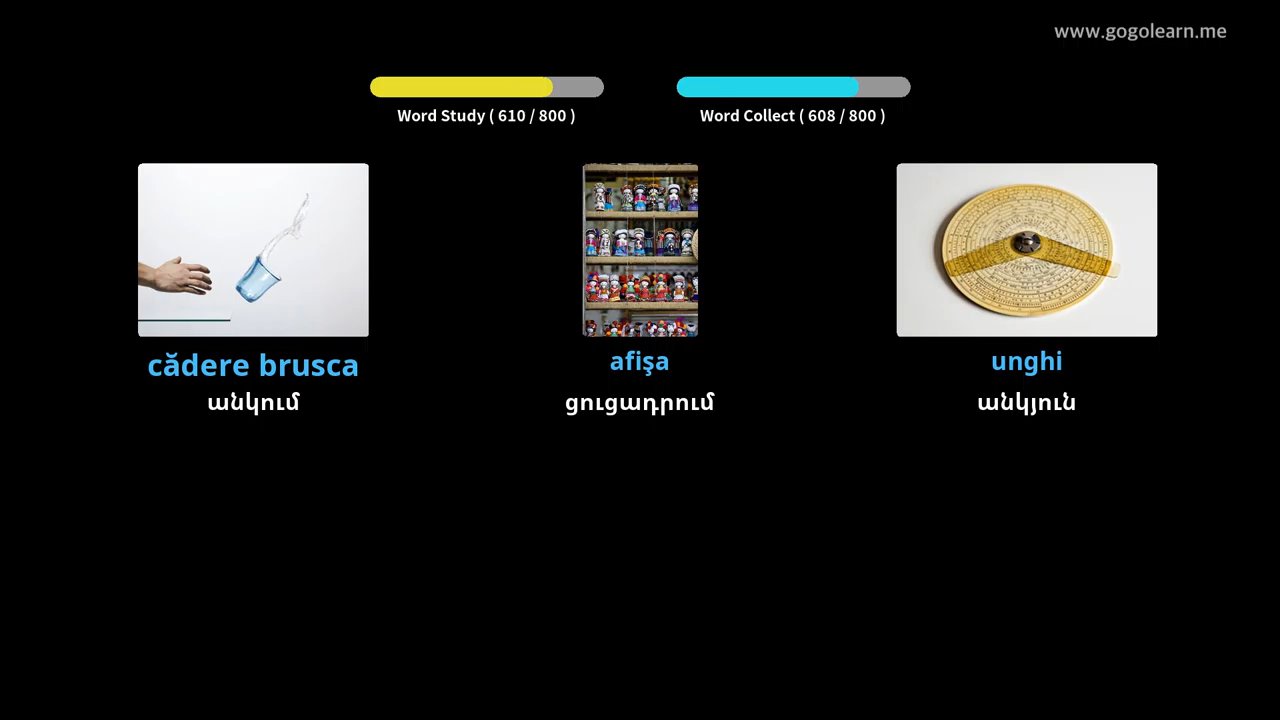 www.gogolearn.me
Word Study ( 610 / 800 )
Word Collect ( 608 / 800 )
cădere brusca
անկում
afişa
ցուցադրում
unghi
անկյուն